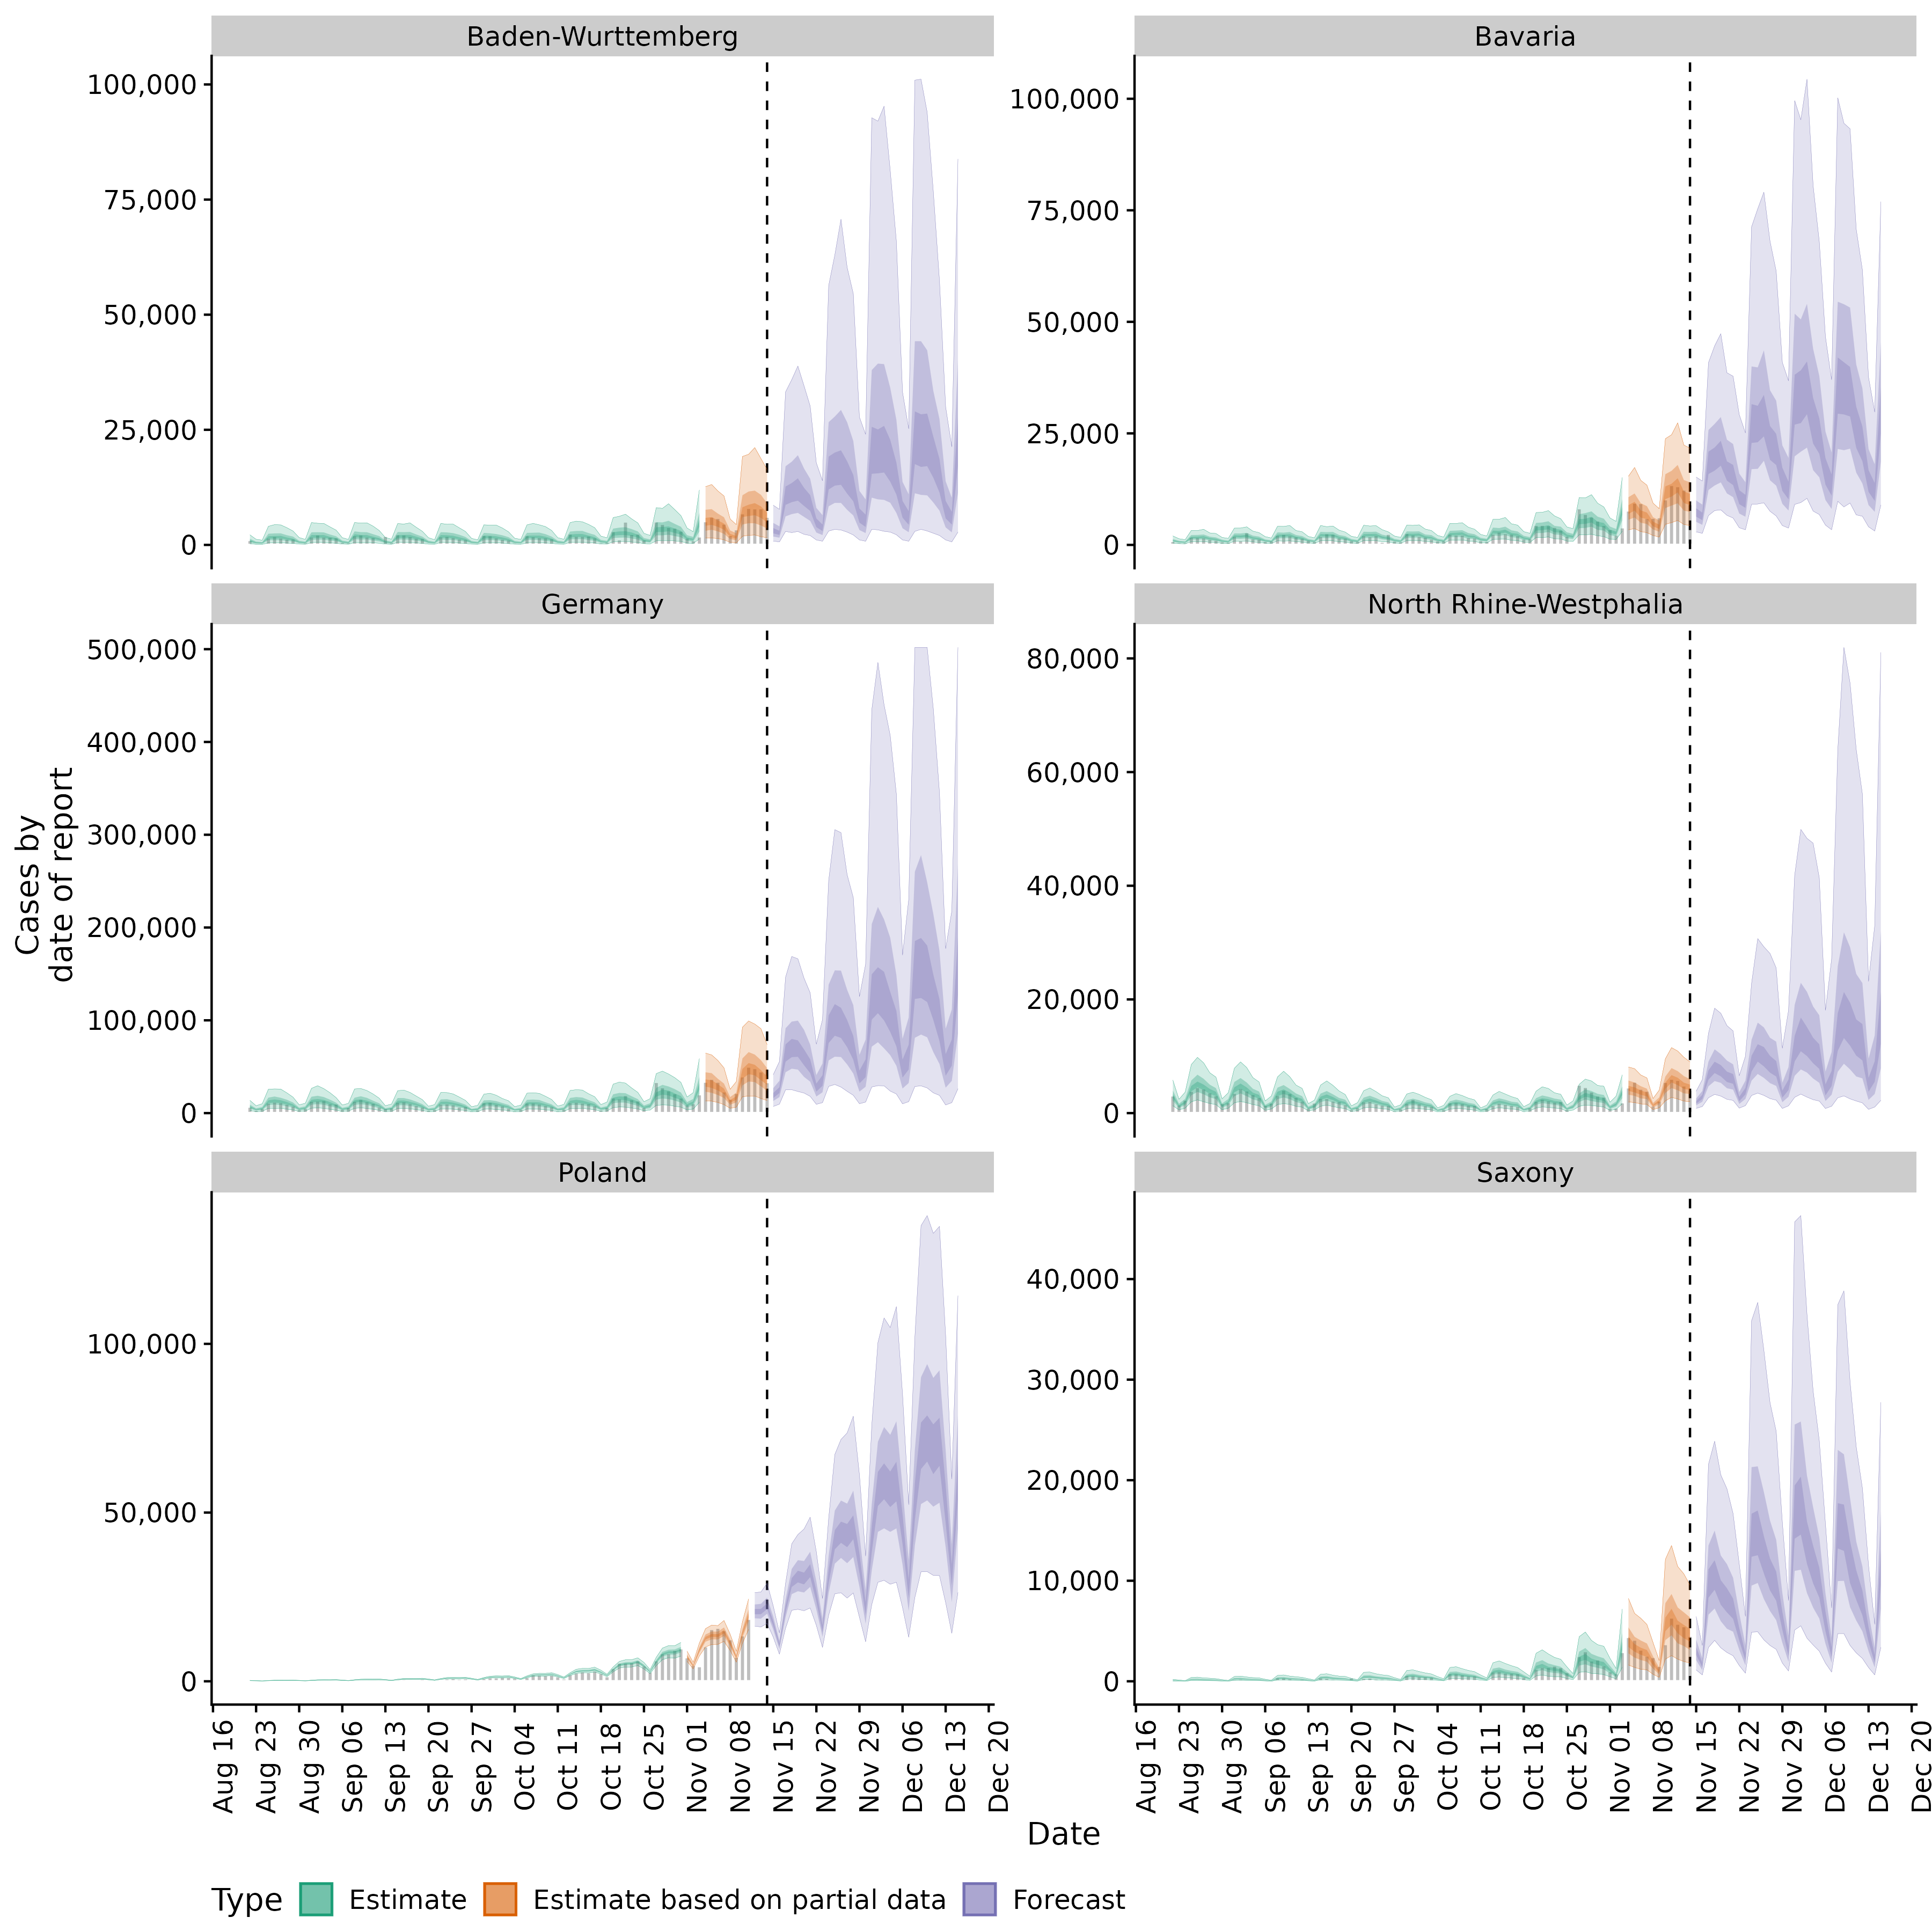 Baden-Wurttemberg
100,000
75,000
50,000
25,000
0
Bavaria
100,000
75,000
50,000
25,000
0
Germany
500,000
400,000
300,000
200,000
100,000
0
North Rhine-Westphalia
80,000
60,000
40,000
20,000
0
Poland
100,000
50,000
0
Saxony
40,000
30,000
20,000
10,000
0
Cases by
date of report
Aug 16
Aug 23
Aug 30
Sep 06
Sep 13
Sep 20
Sep 27
Oct 04
Oct 11
Oct 18
Oct 25
Nov 01
Nov 08
Nov 15
Nov 22
Nov 29
Dec 06
Dec 13
Dec 20
Aug 16
Aug 23
Aug 30
Sep 06
Sep 13
Sep 20
Sep 27
Oct 04
Oct 11
Oct 18
Oct 25
Nov 01
Nov 08
Nov 15
Nov 22
Nov 29
Dec 06
Dec 13
Dec 20
Date
Type Estimate Estimate based on partial data Forecast